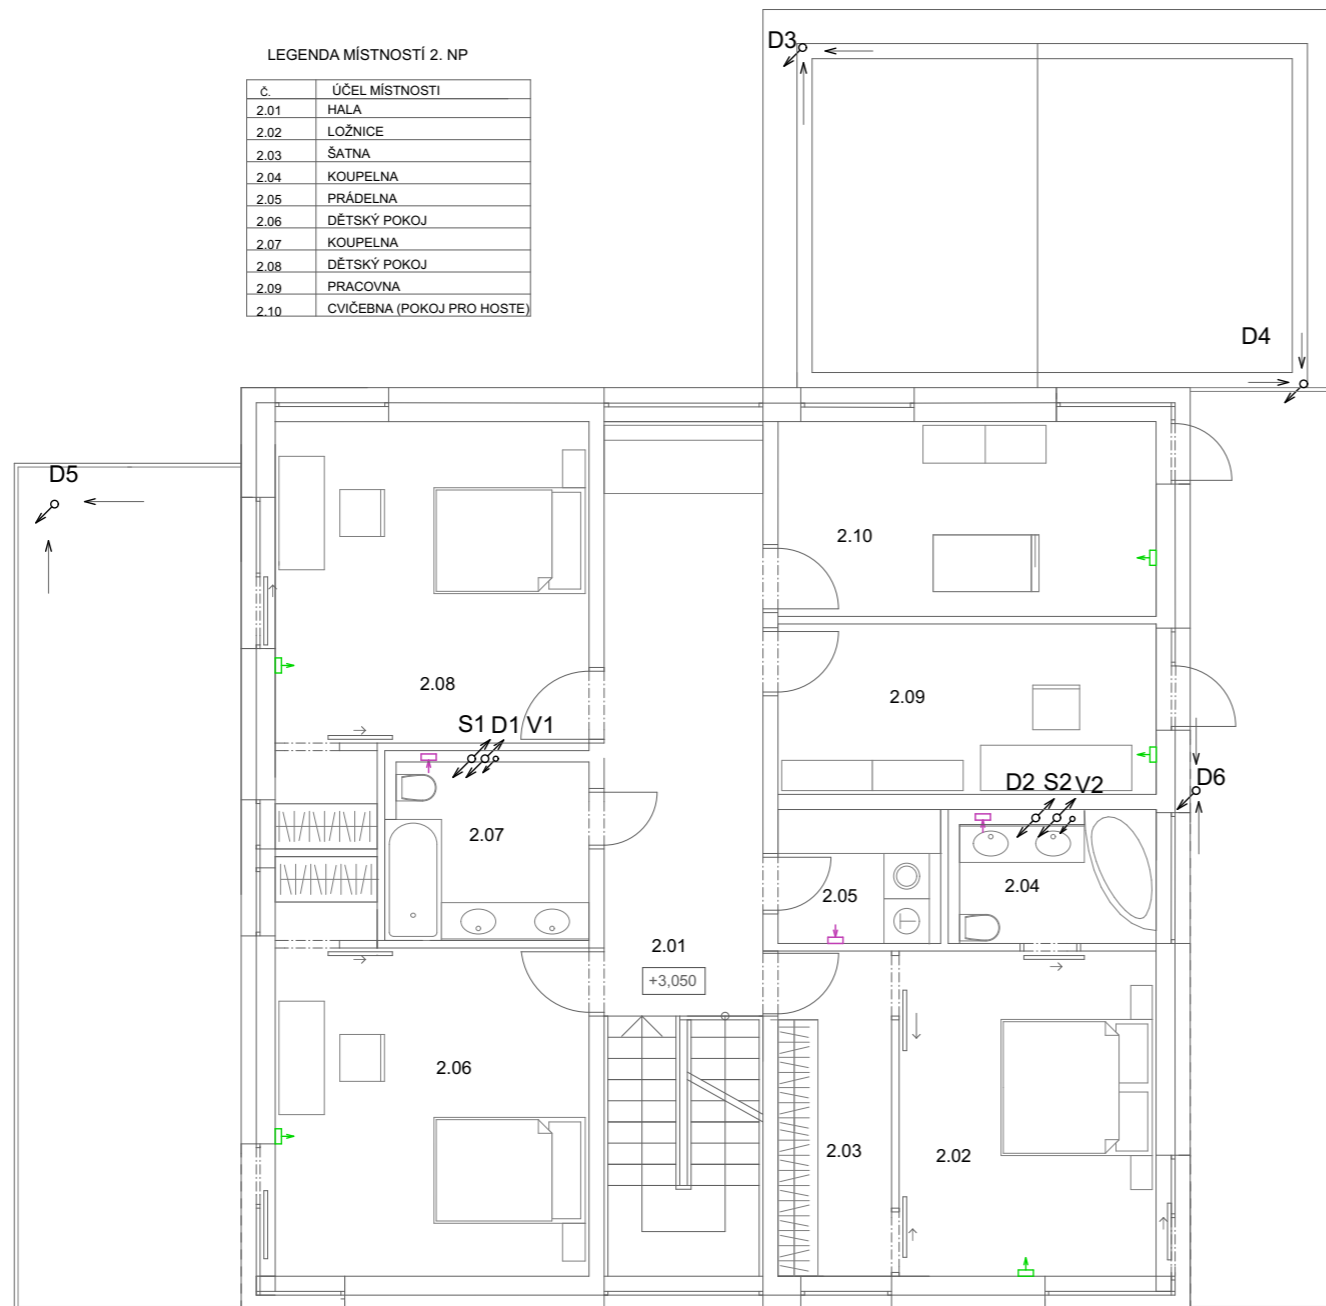 LEGENDA MÍSTNOSTÍ 2. NP
Č. ÚČEL MÍSTNOSTI
2.01 HALA
2.02 LOŽNICE
2.03 ŠATNA
2.04 KOUPELNA
2.05 PRÁDELNA
2.06 DĚTSKÝ POKOJ
2.07 KOUPELNA
2.08 DĚTSKÝ POKOJ
2.09 PRACOVNA
2.10 CVIČEBNA (POKOJ PRO HOSTE)
D3
D4
D5
2.10
2.08
2.09
S1 D1 V1
D2 S2 V2
D6
2.07
2.04
2.05
2.01
+3,050
2.06
2.03
2.02